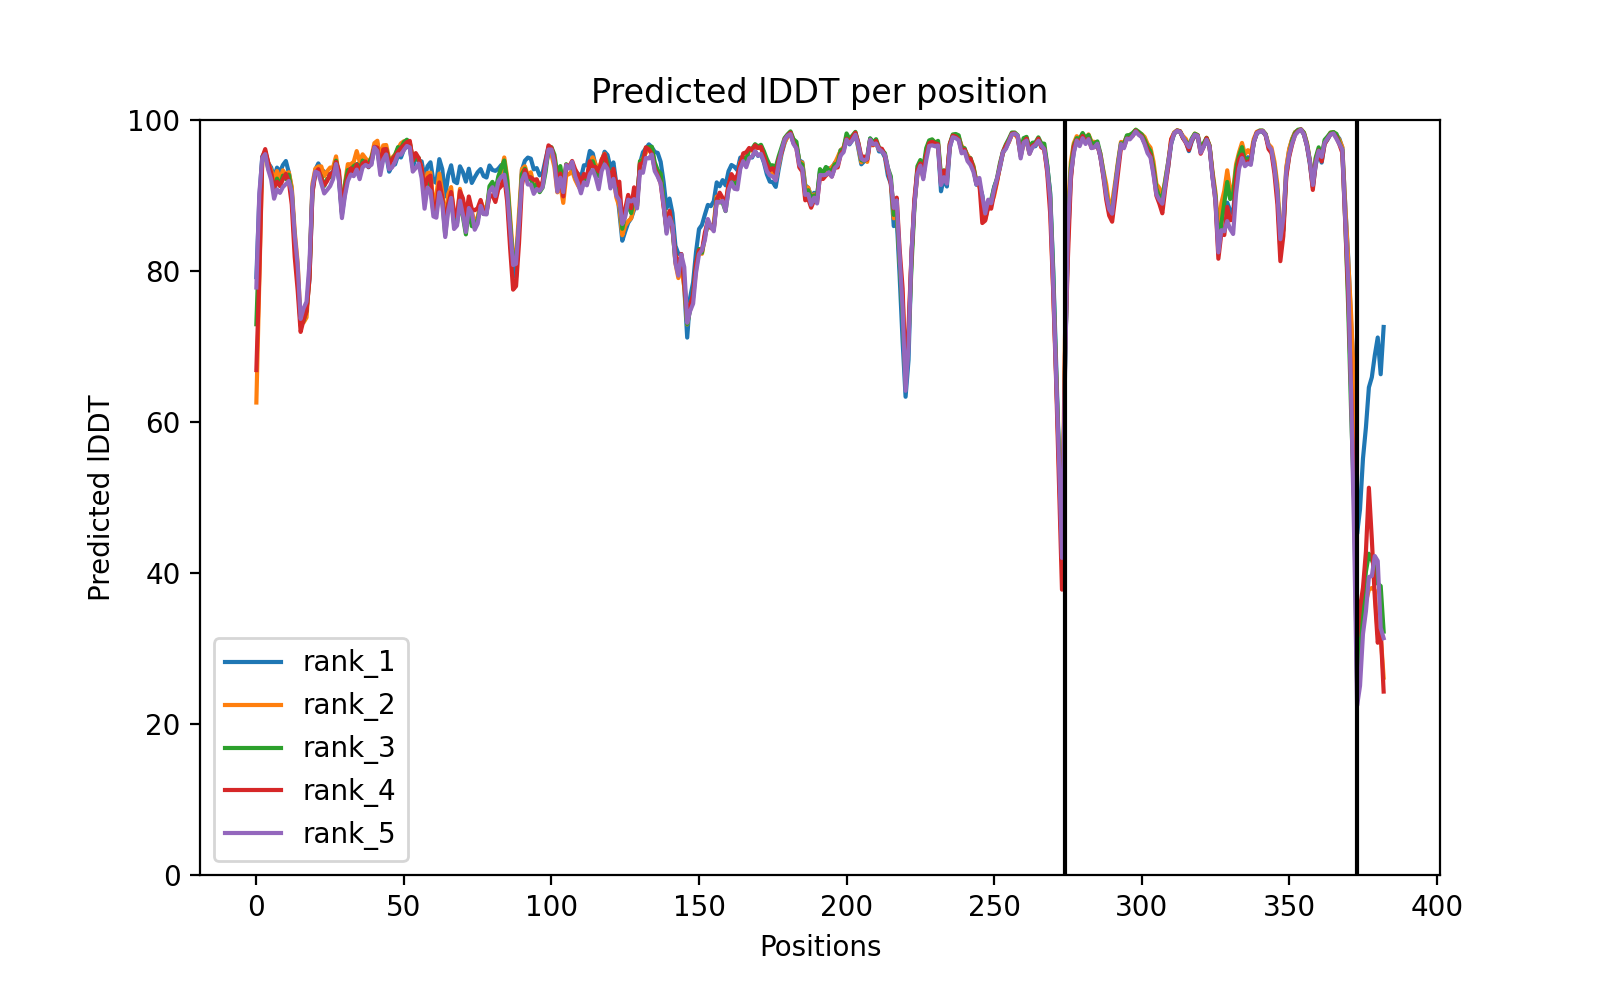 Predicted lDDT per position
100
80
60
40
20
0
Predicted lDDT
rank_1
rank_2
rank_3
rank_4
rank_5
0 50 100 150 200 250 300 350 400
Positions